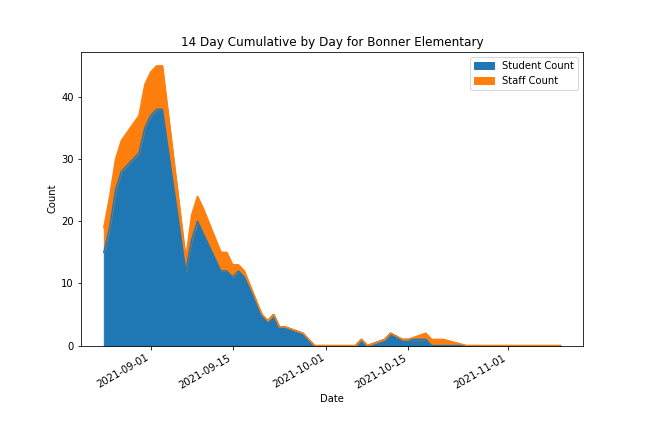 14 Day Cumulative by Day for Bonner Elementary
Student Count
Staff Count
40
30
20
10
0
Count
2021-09-01
2021-09-15
2021-10-01
2021-10-15
2021-11-01
Date